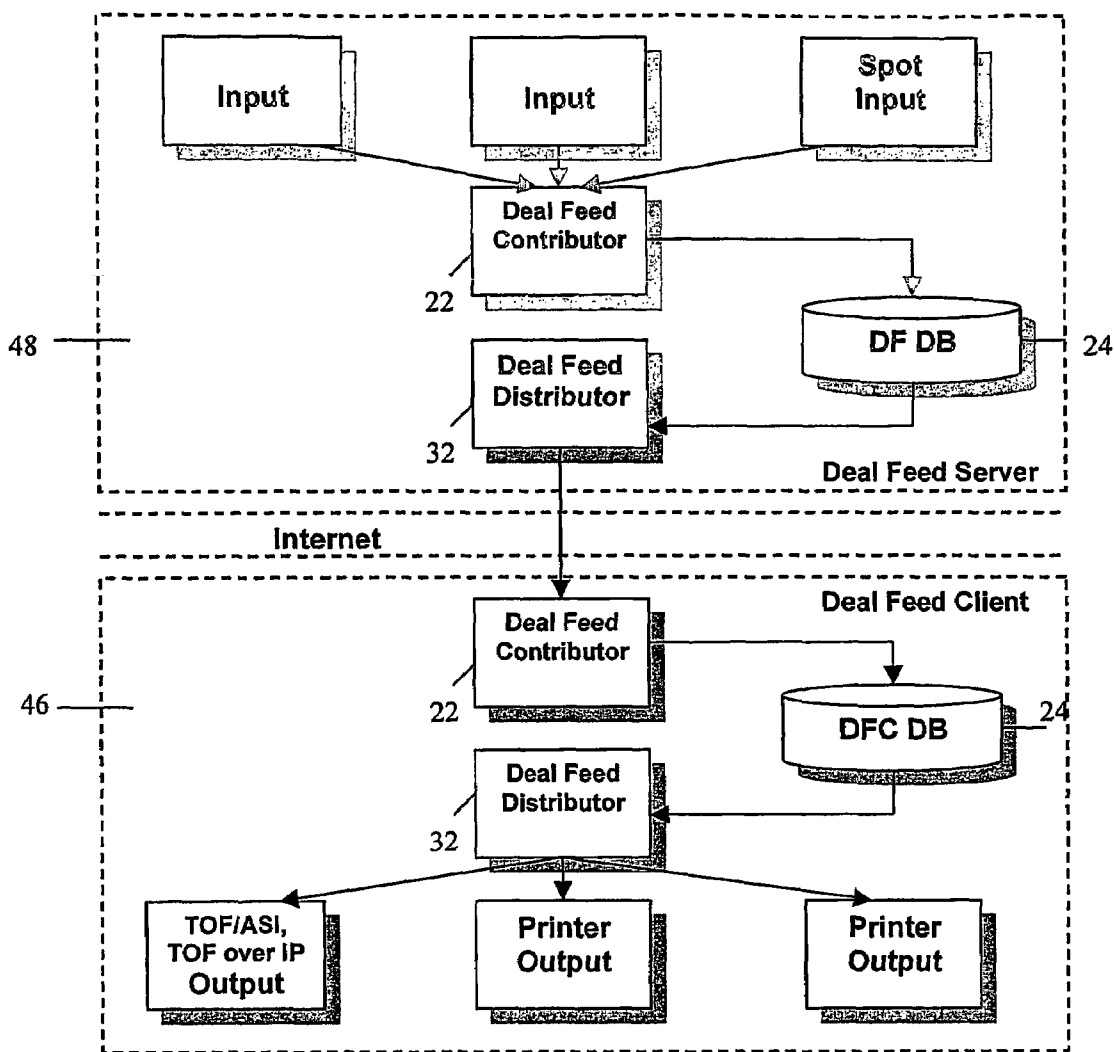 Input
Input
Spot
Input
Deal Feed
Contributor
22
48
DF DB
24
Deal Feed
Distributor
32
Deal Feed Server
Internet
Deal Feed Client
Deal Feed
Contributor
22
46
DFC DB
24
Deal Feed
Distributor
32
TOF/ASI,
TOF over IP
Output
Printer
Output
Printer
Output